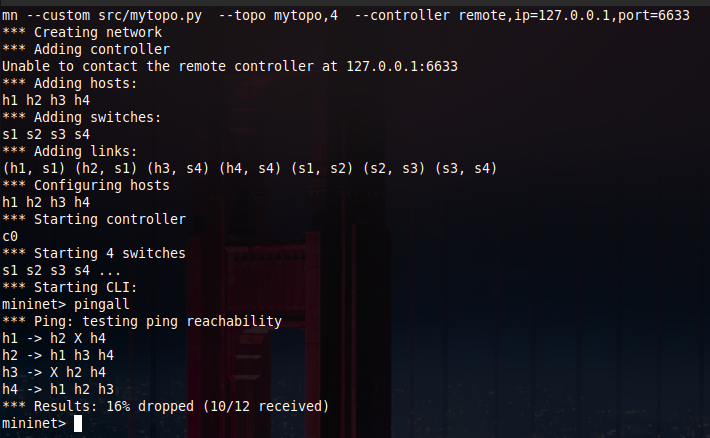 mn --custom src/mytopo.py  --topo mytopo,4  --controller remote,ip=127.0.0.1,port=6633
*** Creating network
*** Adding controller
Unable to contact the remote controller at 127.0.0.1:6633
*** Adding hosts:
h1 h2 h3 h4
*** Adding switches:
s1 s2 s3 s4
*** Adding links:
(h1, s1) (h2, s1) (h3, s4) (h4, s4) (s1, s2) (s2, s3) (s3, s4)
*** Configuring hosts
h1 h2 h3 h4
*** Starting controller
c0
*** Starting 4 switches
s1 s2 s3 s4 ...
*** Starting CLI:
mininet> pingall
*** Ping: testing ping reachability
h1 -> h2 X h4
h2 -> h1 h3 h4
h3 -> X h2 h4
h4 -> h1 h2 h3
*** Results: 16% dropped (10/12 received)
mininet>